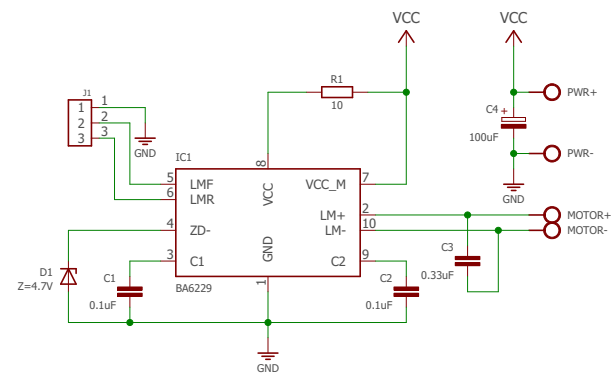 VCC
VCC
R1
10
J1
1
2
3
1
2
3
GND
C4
+
100uF
PWR+
PWR-
GND
IC1
8
VCC
5
LMF
6
LMR
VCC_M
7
LM+
2
LM-
10
MOTOR+
MOTOR-
4
ZD-
3
C1
GND
C2
9
1
BA6229
D1
Z=4.7V
C1
0.1uF
C2
0.1uF
C3
0.33uF
GND